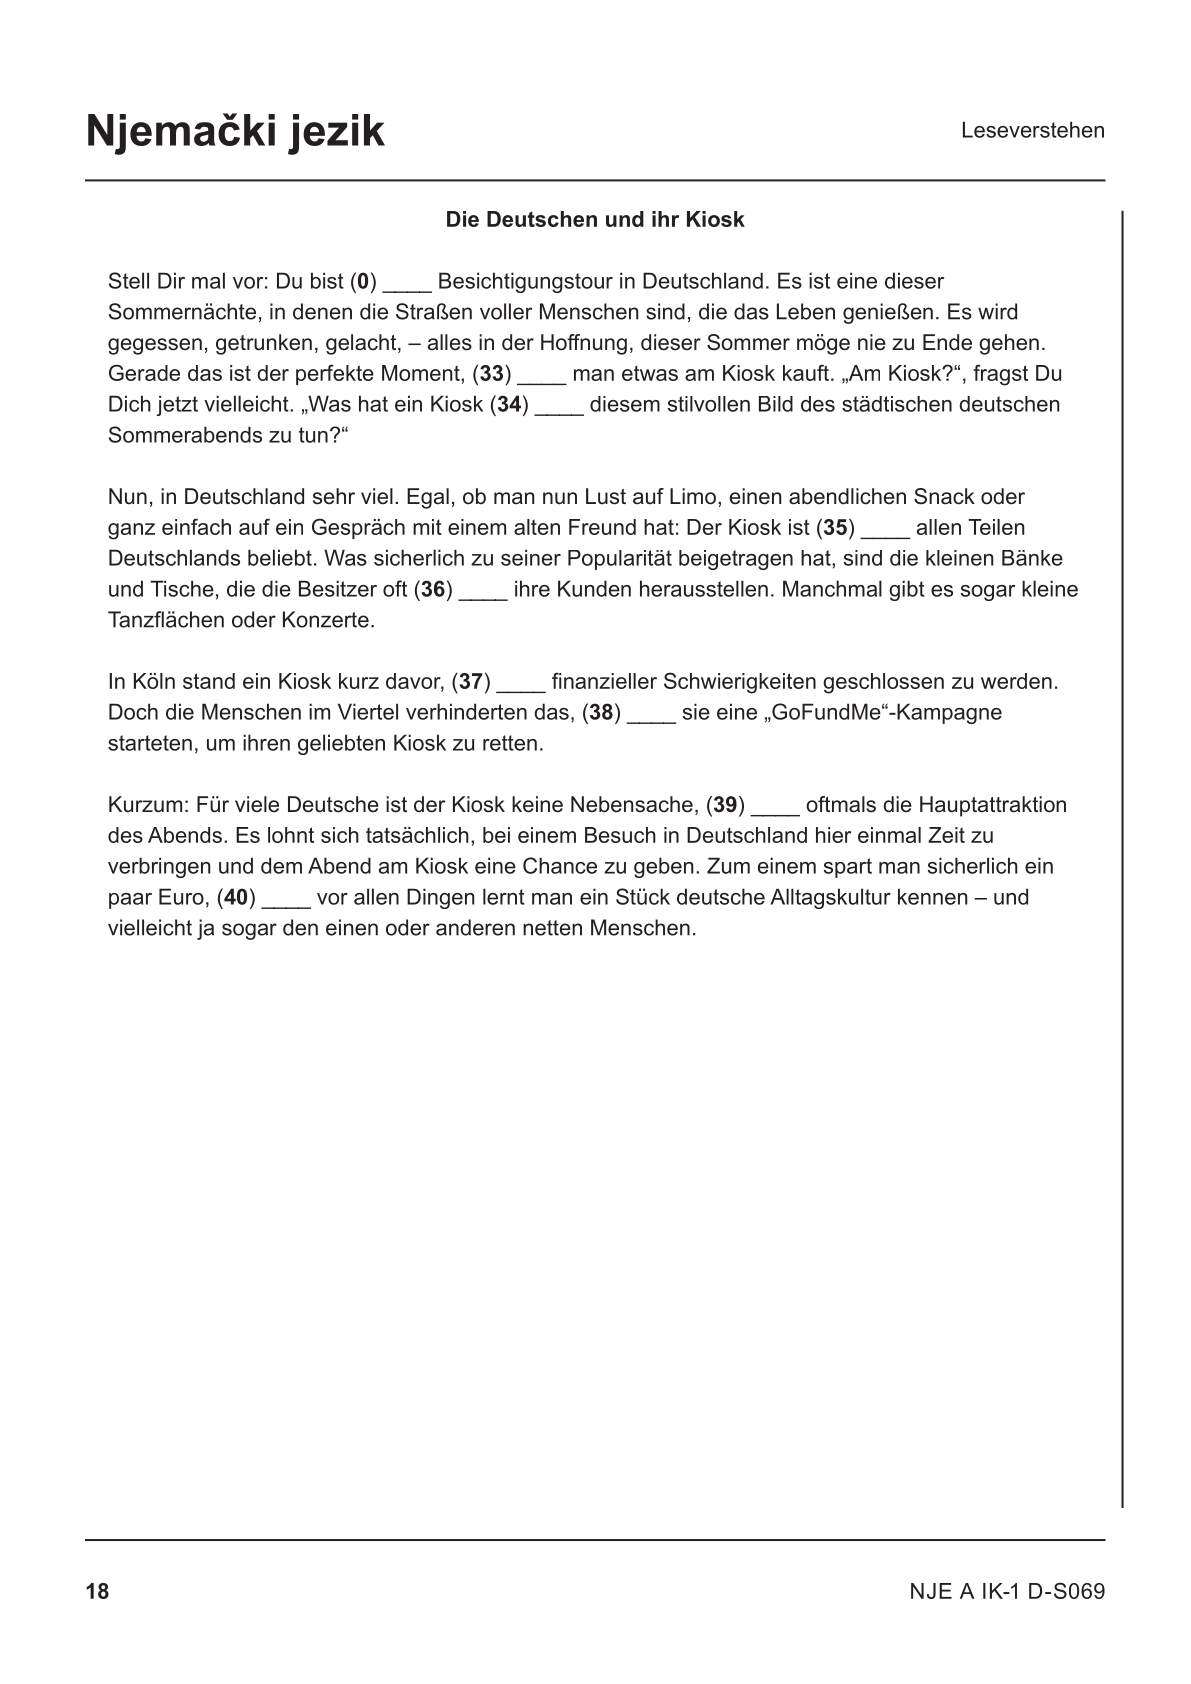 Njemački jezik
Leseverstehen
Die Deutschen und ihr Kiosk
Stell Dir mal vor: Du bist (0) ____ Besichtigungstour in Deutschland. Es ist eine dieser
Sommernächte, in denen die Straßen voller Menschen sind, die das Leben genießen. Es wird
gegessen, getrunken, gelacht, – alles in der Hoffnung, dieser Sommer möge nie zu Ende gehen.
Gerade das ist der perfekte Moment, (33) ____ man etwas am Kiosk kauft. „Am Kiosk?“, fragst Du
Dich jetzt vielleicht. „Was hat ein Kiosk (34) ____ diesem stilvollen Bild des städtischen deutschen
Sommerabends zu tun?“
Nun, in Deutschland sehr viel. Egal, ob man nun Lust auf Limo, einen abendlichen Snack oder
ganz einfach auf ein Gespräch mit einem alten Freund hat: Der Kiosk ist (35) ____ allen Teilen
Deutschlands beliebt. Was sicherlich zu seiner Popularität beigetragen hat, sind die kleinen Bänke
und Tische, die die Besitzer oft (36) ____ ihre Kunden herausstellen. Manchmal gibt es sogar kleine
Tanzflächen oder Konzerte.
In Köln stand ein Kiosk kurz davor, (37) ____ finanzieller Schwierigkeiten geschlossen zu werden.
Doch die Menschen im Viertel verhinderten das, (38) ____ sie eine „GoFundMe“-Kampagne
starteten, um ihren geliebten Kiosk zu retten.
Kurzum: Für viele Deutsche ist der Kiosk keine Nebensache, (39) ____ oftmals die Hauptattraktion
des Abends. Es lohnt sich tatsächlich, bei einem Besuch in Deutschland hier einmal Zeit zu
verbringen und dem Abend am Kiosk eine Chance zu geben. Zum einem spart man sicherlich ein
paar Euro, (40) ____ vor allen Dingen lernt man ein Stück deutsche Alltagskultur kennen – und
vielleicht ja sogar den einen oder anderen netten Menschen.
18
NJE A IK-1 D-S069